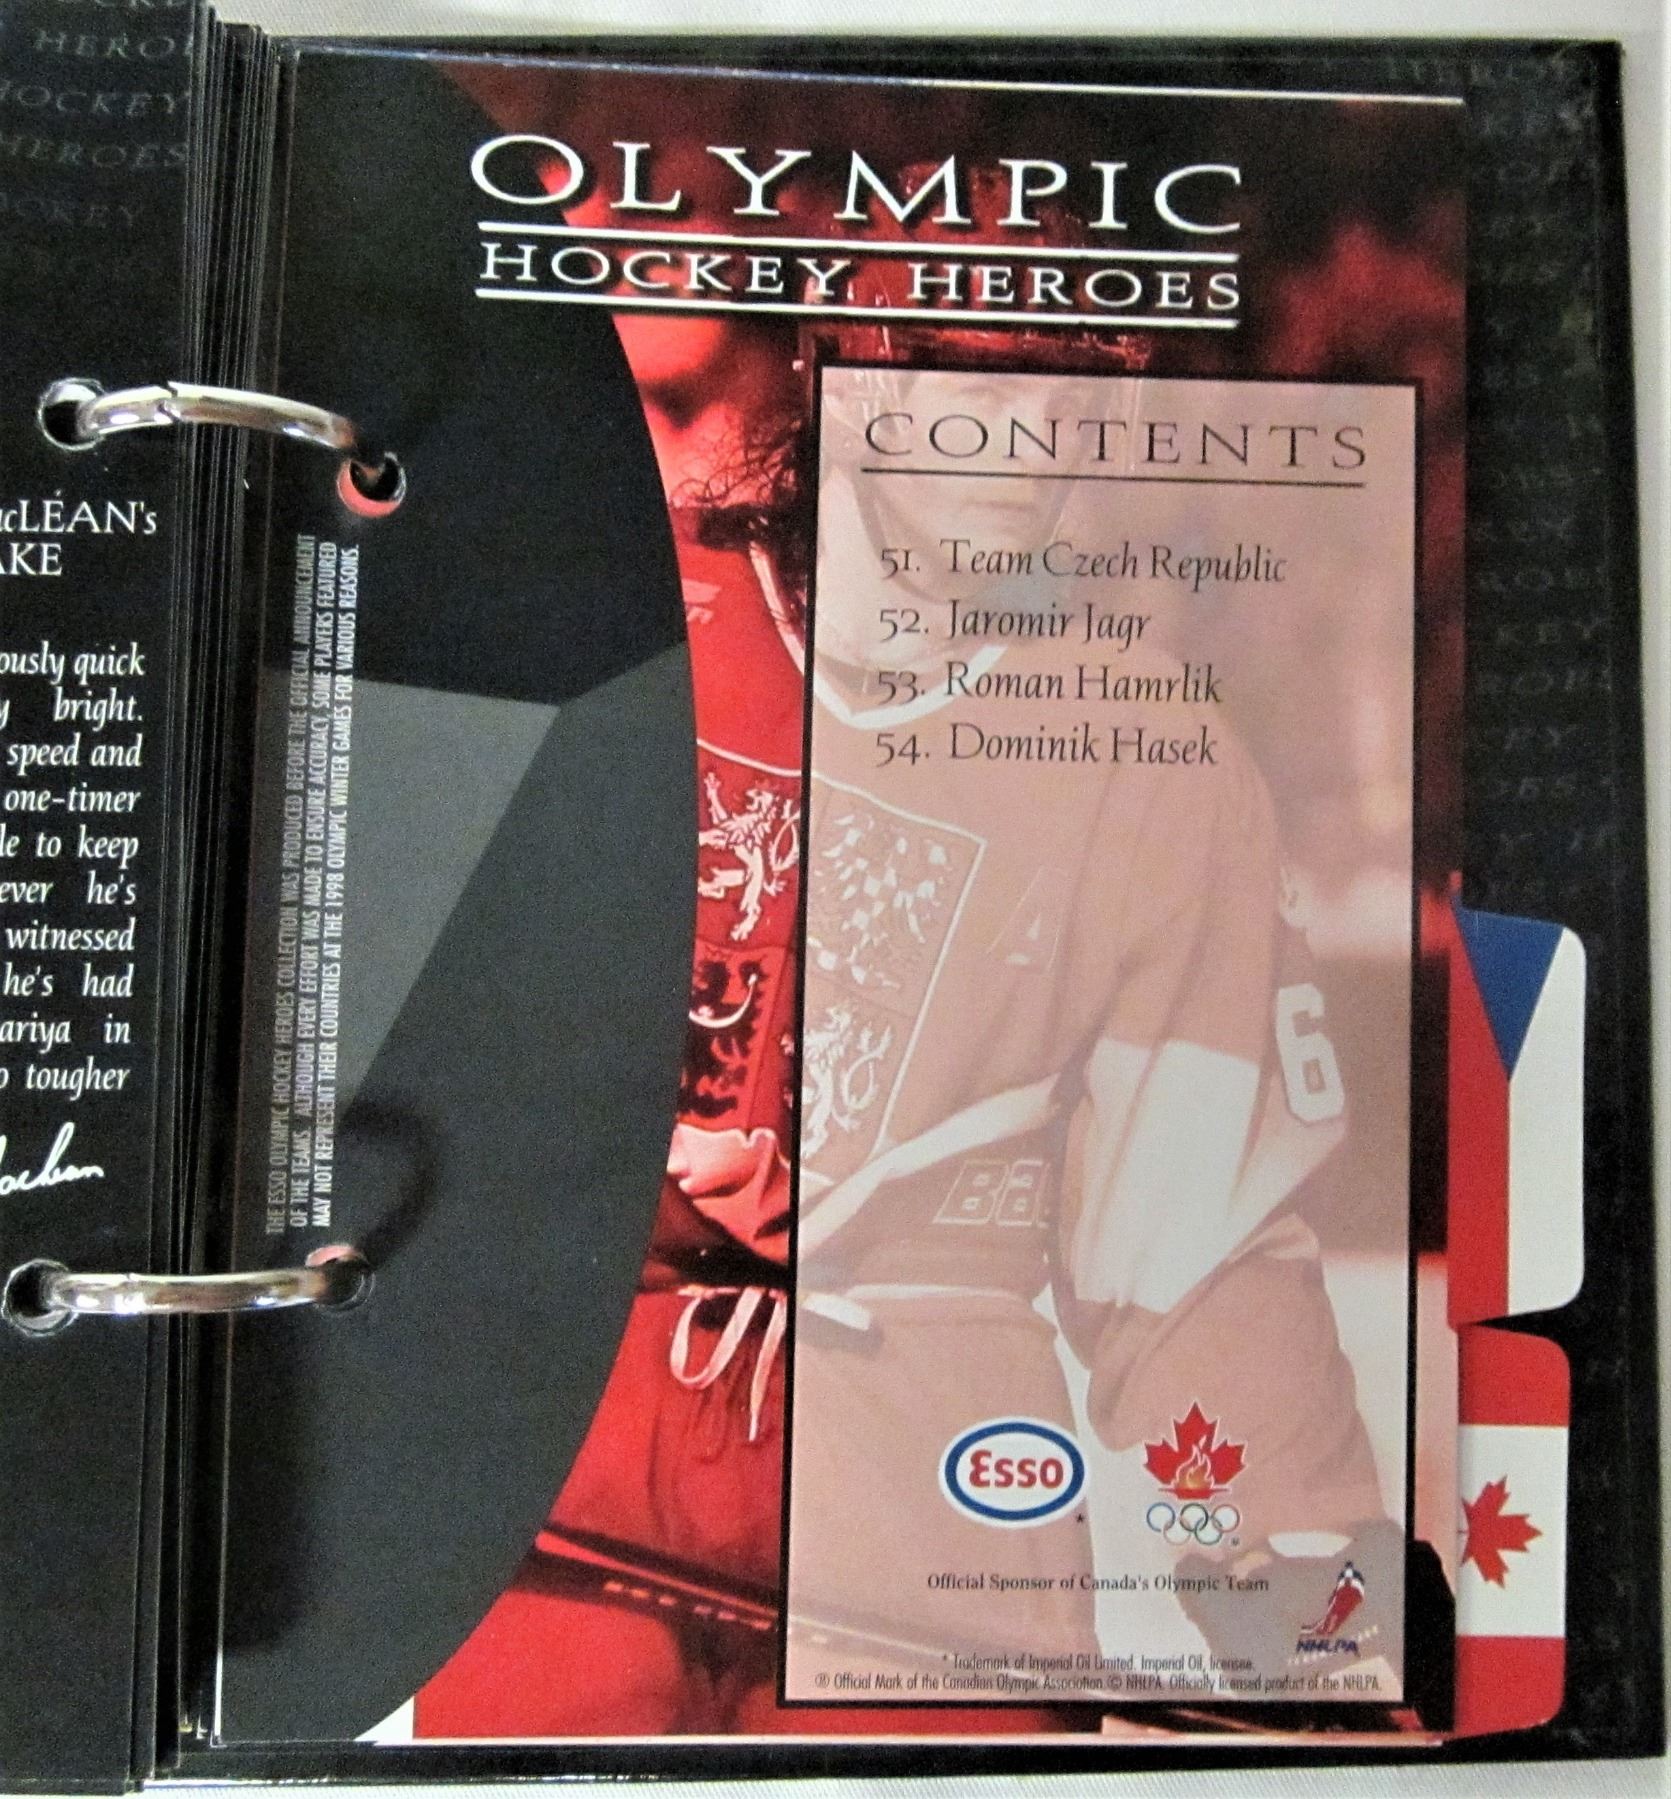 HEROES
HOCKEY
HEROES
cLÉAN's
AKE
ously quick
bright.
speed and
one-timer
le to keep
ever he's
witnessed
he's had
ariya in
tougher
THE ESSO OLYMPIC HOCKEY HEROES COLLECTION WAS PRODUCED BEFORE THE OFFICIAL ANNOUNCEMENT
OF THE TEAMS. ALTHOUGH EVERY EFFORT WAS MADE TO ENSURE ACCURACY, SOME PLAYERS FEATURED
MAY NOT REPRESENT THEIR COUNTRIES AT THE 1998 OLYMPIC WINTER GAMES FOR VARIOUS REASONS.
OLYMPIC
HOCKEY HEROES
CONTENTS
51. Team Czech Republic
52. Jaromir Jagr
53. Roman Hamrlik
54. Dominik Hasek
A
6
Esso *
Official Sponsor of Canada's Olympic Team
NHLPA
* Trademark of Imperial Oil Limited. Imperial Oil, licensee.
® Official Mark of the Canadian Olympic Association. © NHLPA. Officially licensed product of the NHLPA.